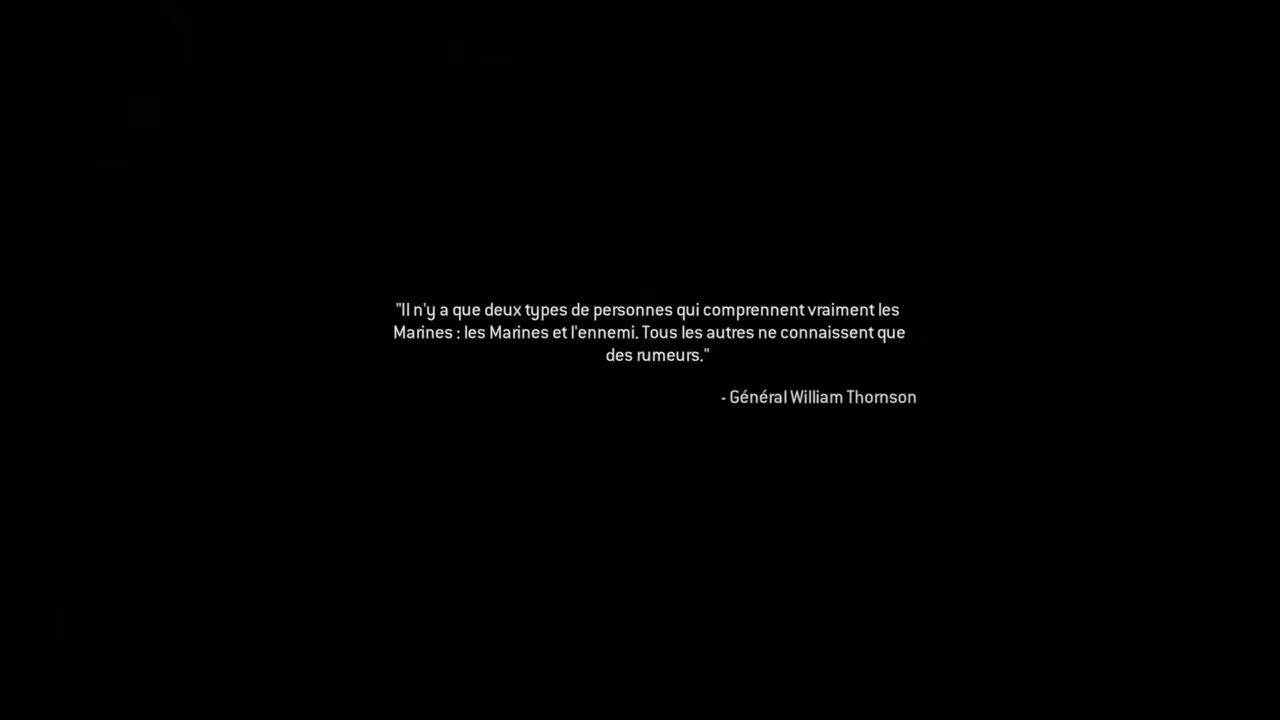 "Il n'y a que deux types de personnes qui comprennent vraiment les
Marines : les Marines et l'ennemi. Tous les autres ne connaissent que
des rumeurs."
- Général William Thornson